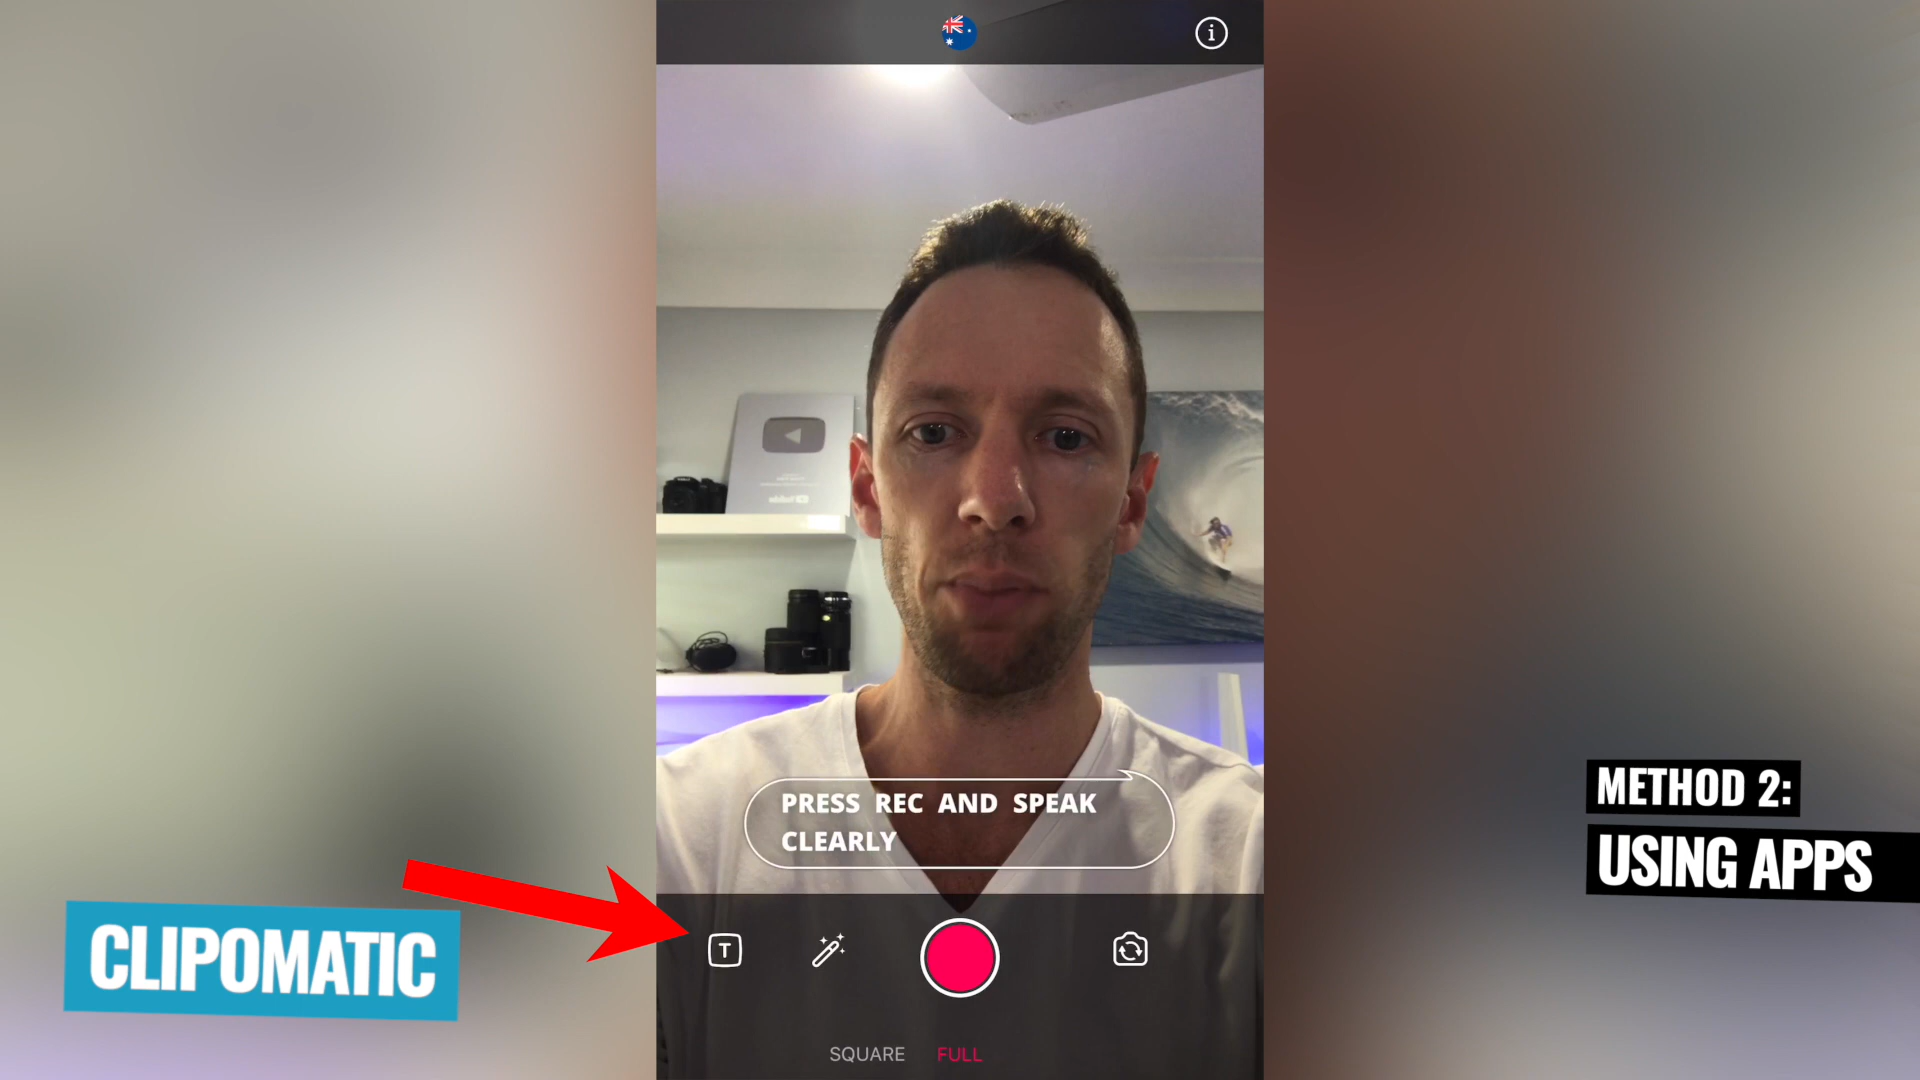 PRESS REC AND SPEAK
CLEARLY
METHOD 2:
USING APPS
CLIPOMATIC
T
SQUARE FULL